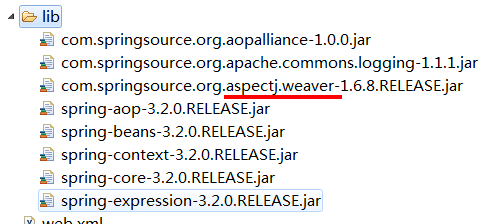 lib
com.springsource.org.aopalliance-1.0.0.jar
com.springsource.org.apache.commons.logging-1.1.1.jar
com.springsource.org.aspectj.weaver-1.6.8.RELEASE.jar
spring-aop-3.2.0.RELEASE.jar
spring-beans-3.2.0.RELEASE.jar
spring-context-3.2.0.RELEASE.jar
spring-core-3.2.0.RELEASE.jar
spring-expression-3.2.0.RELEASE.jar
web.xml